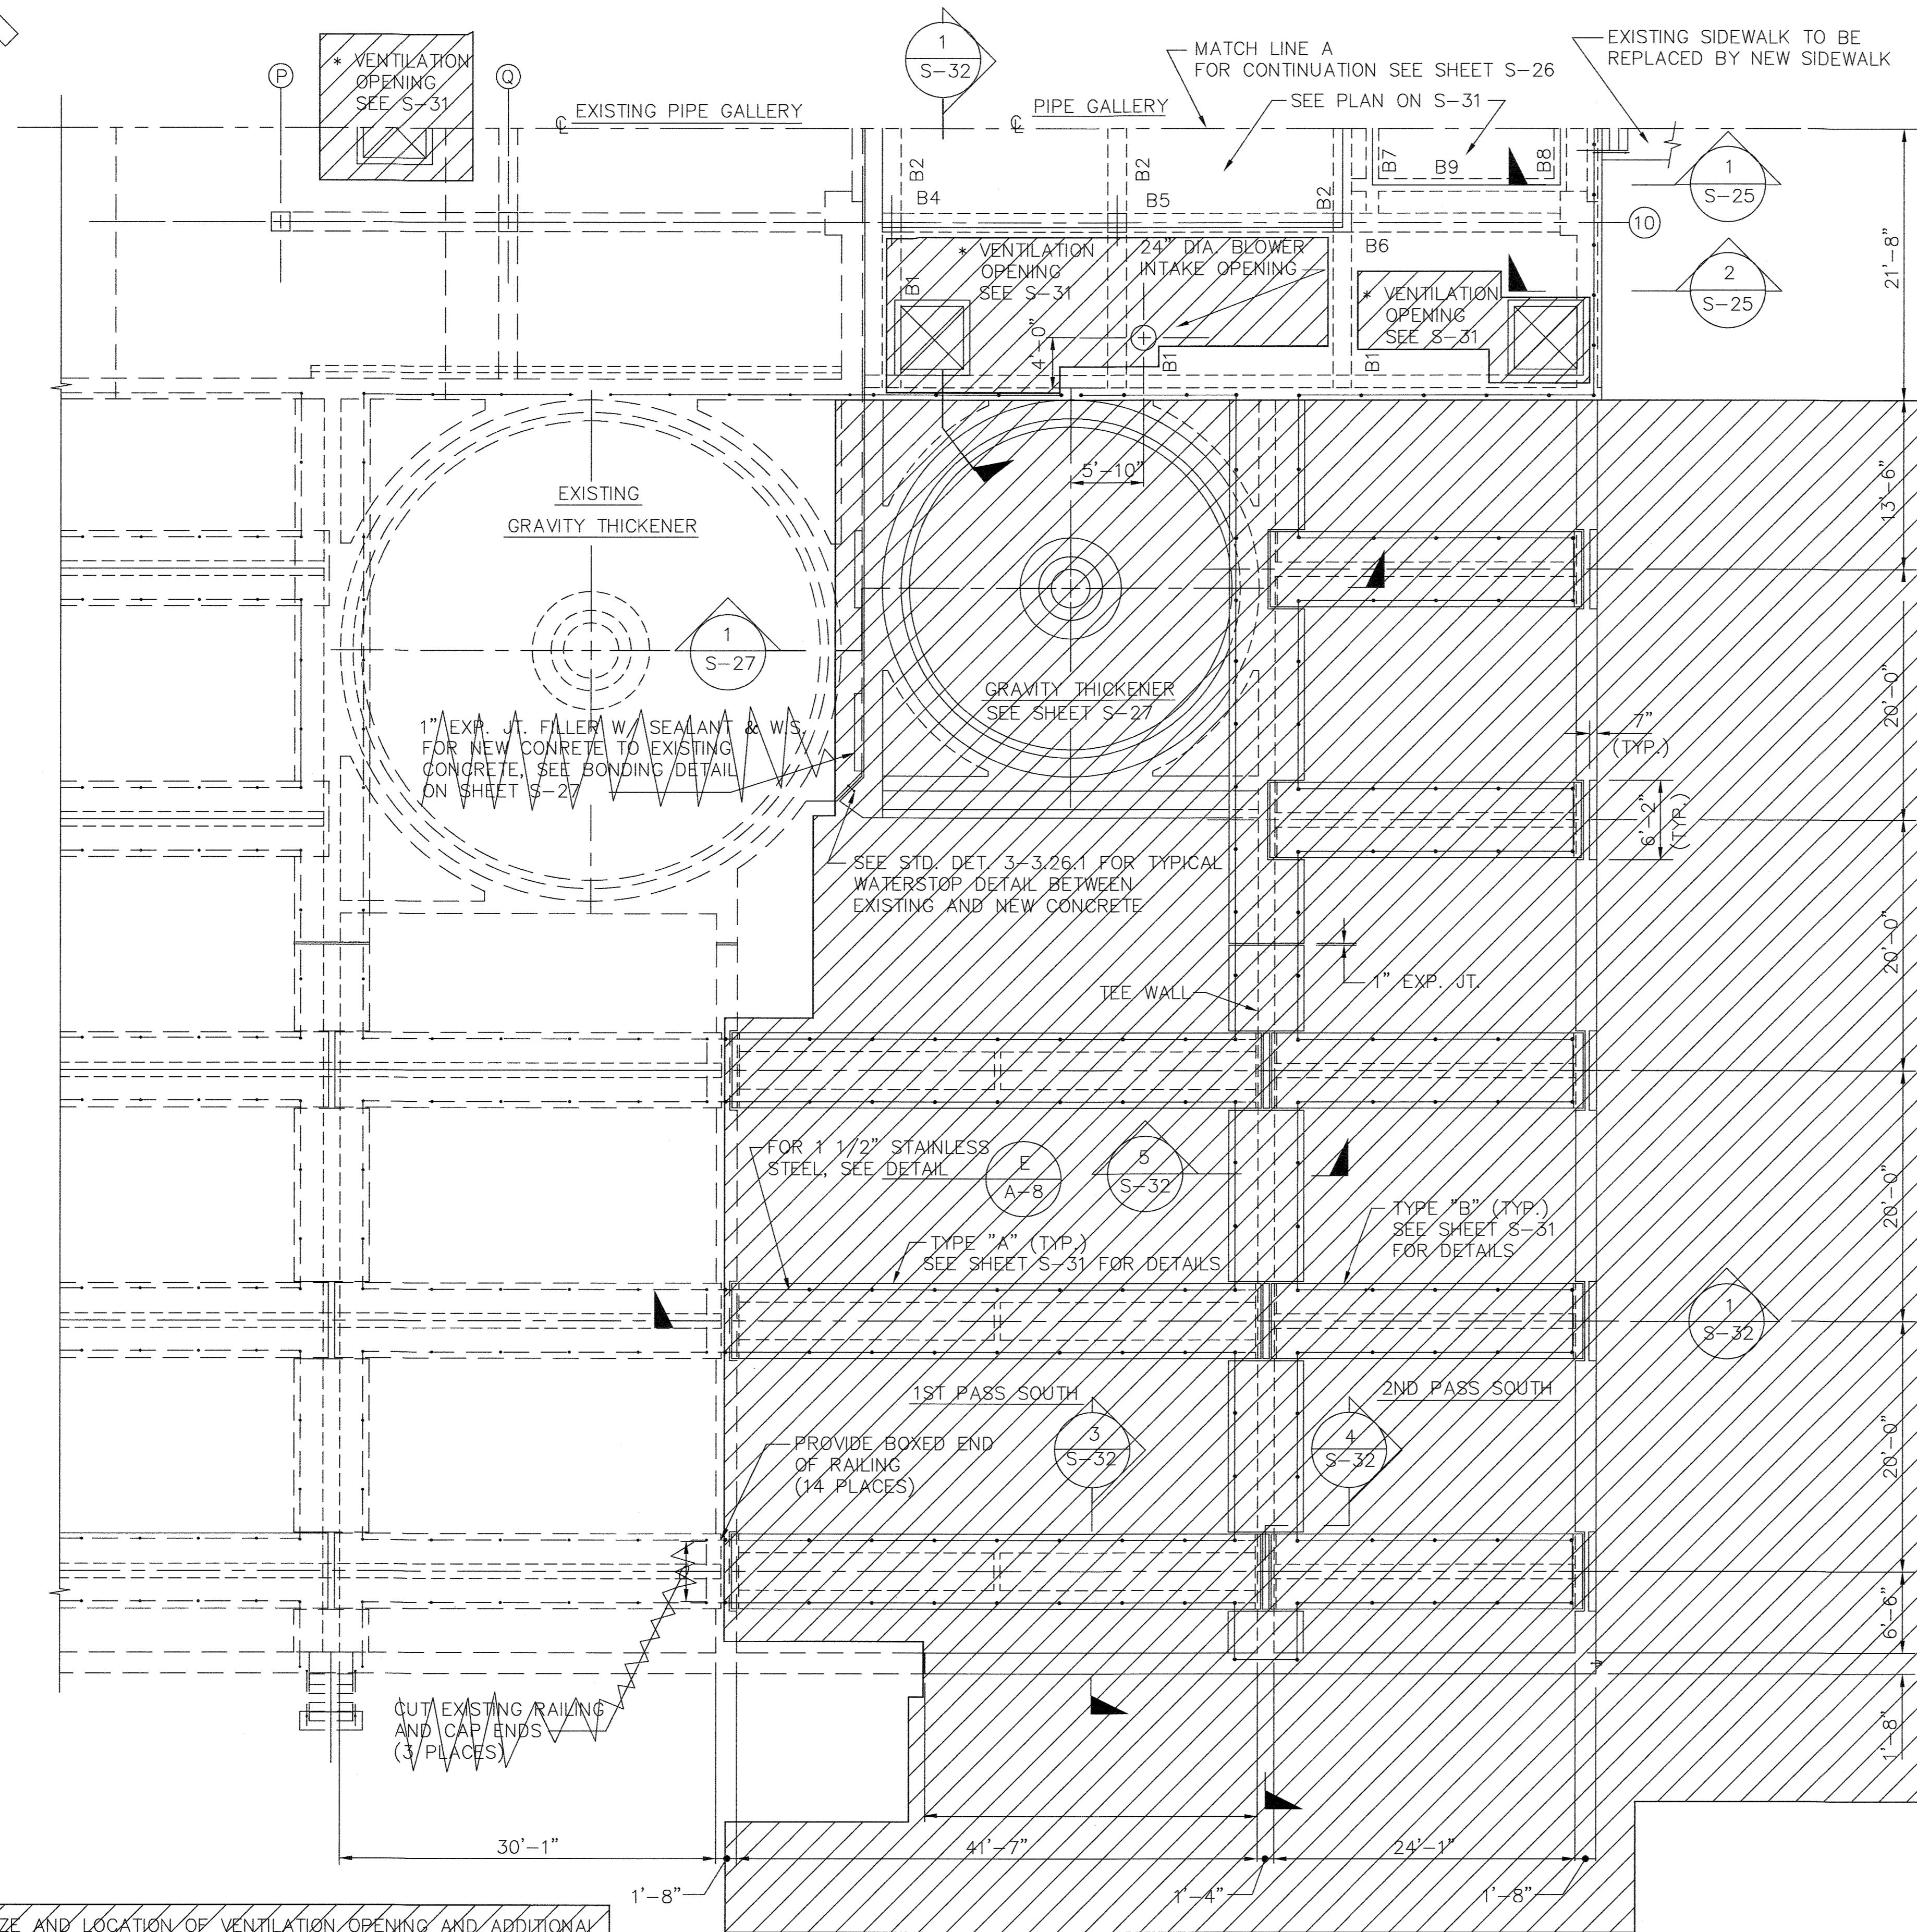 1
S-32
MATCH LINE A
FOR CONTINUATION SEE SHEET S-26
EXISTING SIDEWALK TO BE
REPLACED BY NEW SIDEWALK
* VENTILATION
OPENING
SEE S-31
P
Q
EXISTING PIPE GALLERY
PIPE GALLERY
SEE PLAN ON S-31
B2
B2
B2
B7
B9
B8
1
S-25
B4
B5
10
21'-8"
* VENTILATION
OPENING
SEE S-31
24" DIA. BLOWER
INTAKE OPENING
B6
2
S-25
B1
* VENTILATION
OPENING
SEE S-31
4'-0"
B1
B1
5'-10"
13'-6"
EXISTING
GRAVITY THICKENER
1
S-27
GRAVITY THICKENER
SEE SHEET S-27
20'-0"
7"
(TYP.)
1" EXP. JT. FILLER W/ SEALANT & W.S.
FOR NEW CONRETE TO EXISTING
CONCRETE, SEE BONDING DETAIL
ON SHEET S-27
6'-2"
(TYP.)
SEE STD. DET. 3-3.26.1 FOR TYPICAL
WATERSTOP DETAIL BETWEEN
EXISTING AND NEW CONCRETE
20'-0"
TEE WALL
1" EXP. JT.
FOR 1 1/2" STAINLESS
STEEL, SEE DETAIL
E
A-8
5
S-32
20'-0"
TYPE "B" (TYP.)
SEE SHEET S-31
FOR DETAILS
TYPE "A" (TYP.)
SEE SHEET S-31 FOR DETAILS
1
S-32
1ST PASS SOUTH
2ND PASS SOUTH
3
S-32
4
S-32
20'-0"
PROVIDE BOXED END
OF RAILING
(14 PLACES)
6'-6"
CUT EXISTING RAILING
AND CAP ENDS
(3 PLACES)
1'-8"
30'-1"
41'-7"
24'-1"
1'-8"
1'-4"
1'-8"
AND LOCATION OF VENTILATION OPENING AND ADDITIONAL